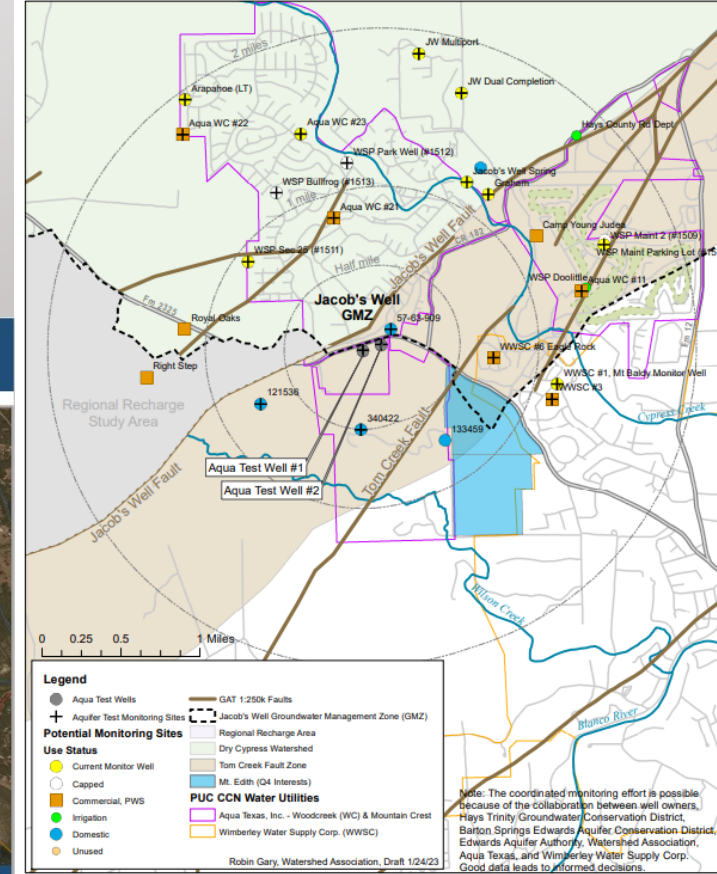 2 miles
JW Multiport
JW Dual Completion
Arapahoe (LT)
Aqua WC #22
Aqua WC #23
Hays County Rd Dept
WSP Park Well (#1512)
WSP Bullfrog (#1513)
Jacob's Well Spring
Graham
1 mile
Aqua WC #21
Camp Young Judea
CR 182
Jacob's Well Fault
WSP Maint 2 (#1509)
WSP Maint Parking Lot (#15
WSP Sec 25 (#1511)
Half mile
WSP Doolittle
Aqua WC #11
Fm 2325
Jacob's Well
GMZ
57-63-909
Royal Oaks
Fm 12
WWSC #6 Eagle Rock
Right Step
WWSC #1, Mt Baldy Monitor Well
WWSC #3
Regional Recharge
Study Area
121536
340422
133459
Cypress Creek
Tom Creek Fault
Aqua Test Well #1
Aqua Test Well #2
Jacob's Well Fault
Wilson Creek
Blanco River
0 0.25 0.5 1 Miles
Legend
Aqua Test Wells
Aquifer Test Monitoring Sites
Potential Monitoring Sites
Use Status
Current Monitor Well
Capped
Commercial, PWS
Irrigation
Domestic
Unused
GAT 1:250k Faults
Jacob's Well Groundwater Management Zone (GMZ)
Regional Recharge Area
Dry Cypress Watershed
Tom Creek Fault Zone
Mt. Edith (Q4 Interests)
PUC CCN Water Utilities
Aqua Texas, Inc. - Woodcreek (WC) & Mountain Crest
Wimberley Water Supply Corp. (WWSC)
Robin Gary, Watershed Association, Draft 1/24/23
Note: The coordinated monitoring effort is possible
because of the collaboration between well owners,
Hays Trinity Groundwater Conservation District,
Barton Springs Edwards Aquifer Conservation District,
Edwards Aquifer Authority, Watershed Association,
Aqua Texas, and Wimberley Water Supply Corp.
Good data leads to informed decisions.